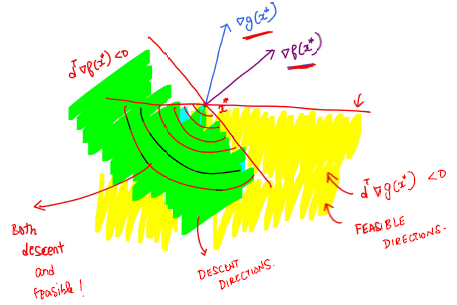 ∇g(x*)
∇f(x*)
dᵀ∇f(x*) < 0
x*
dᵀ∇g(x*) < 0
FEASIBLE
DIRECTIONS.
Both
descent
and
feasible!
DESCENT
DIRECTIONS.